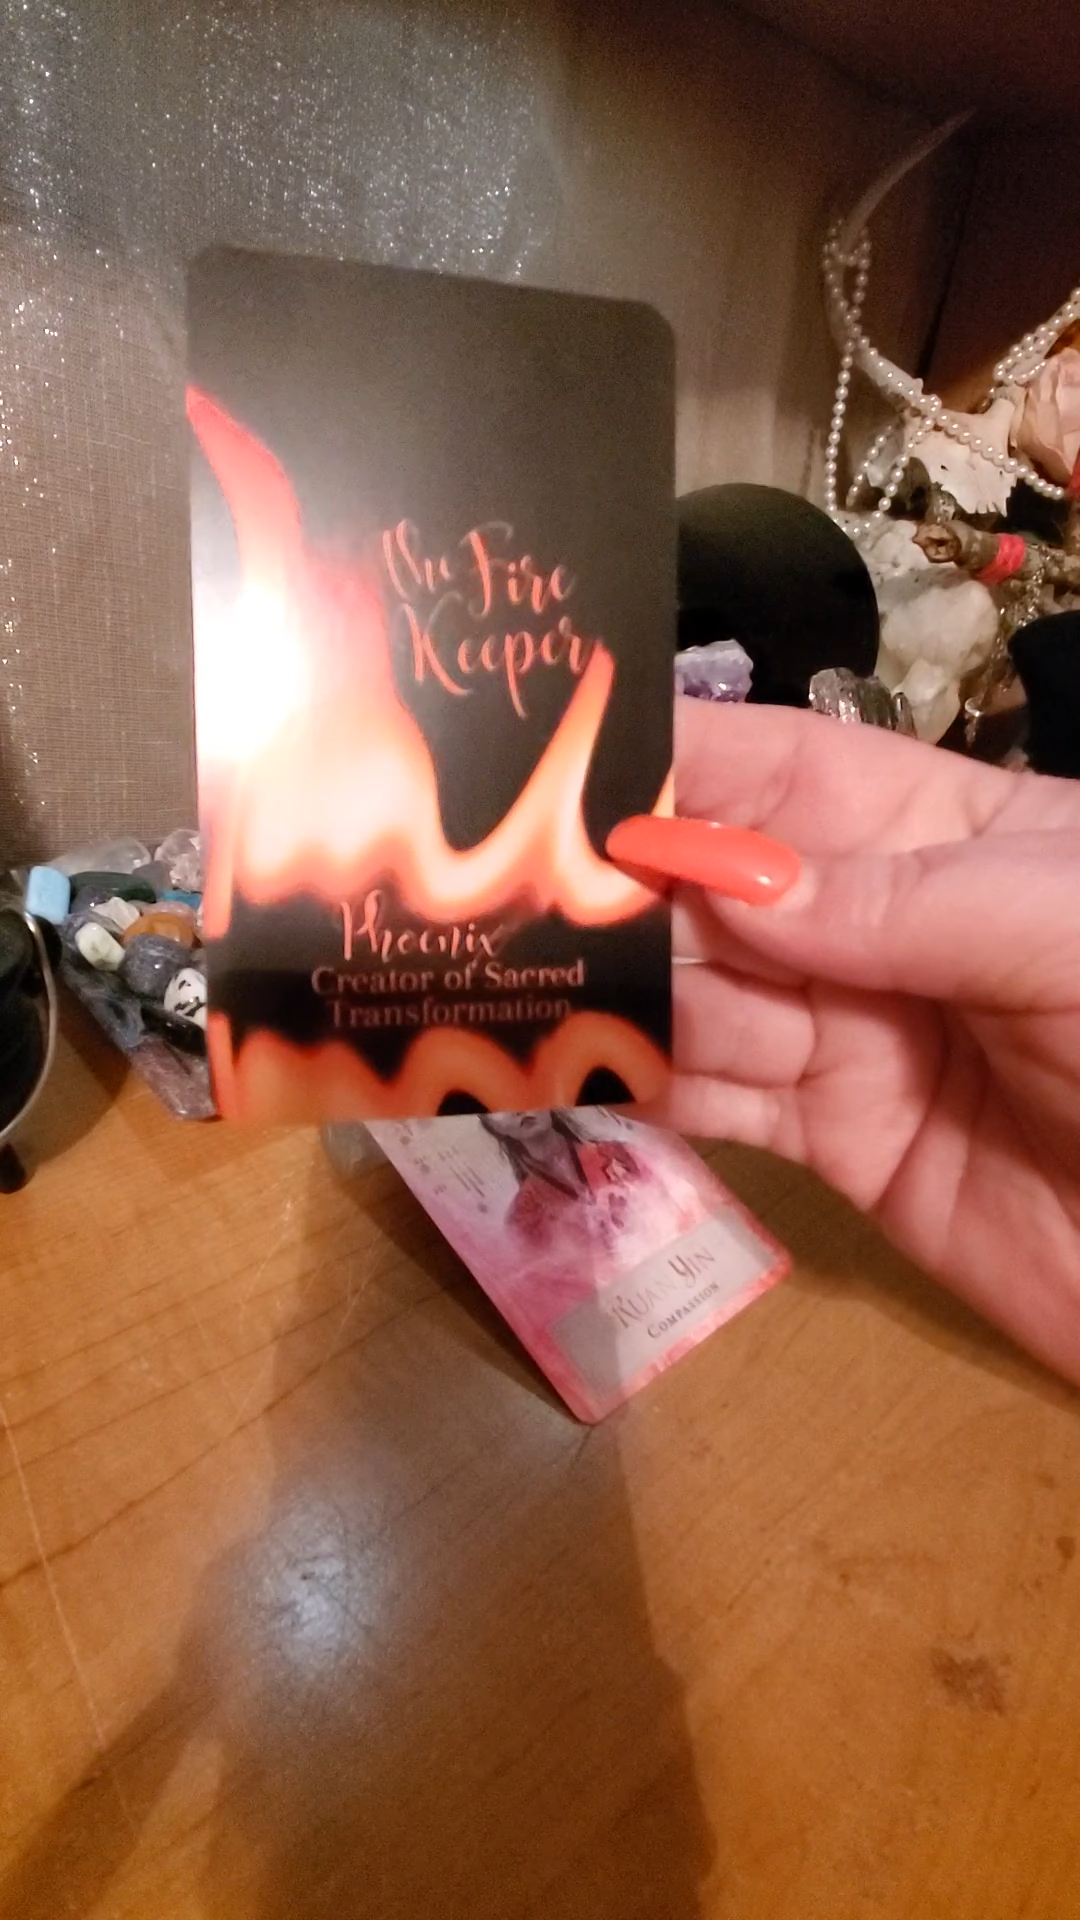 The Fire
Keeper
Phoenix
Creator of Sacred
Transformation
Kuan Yin
Compassion